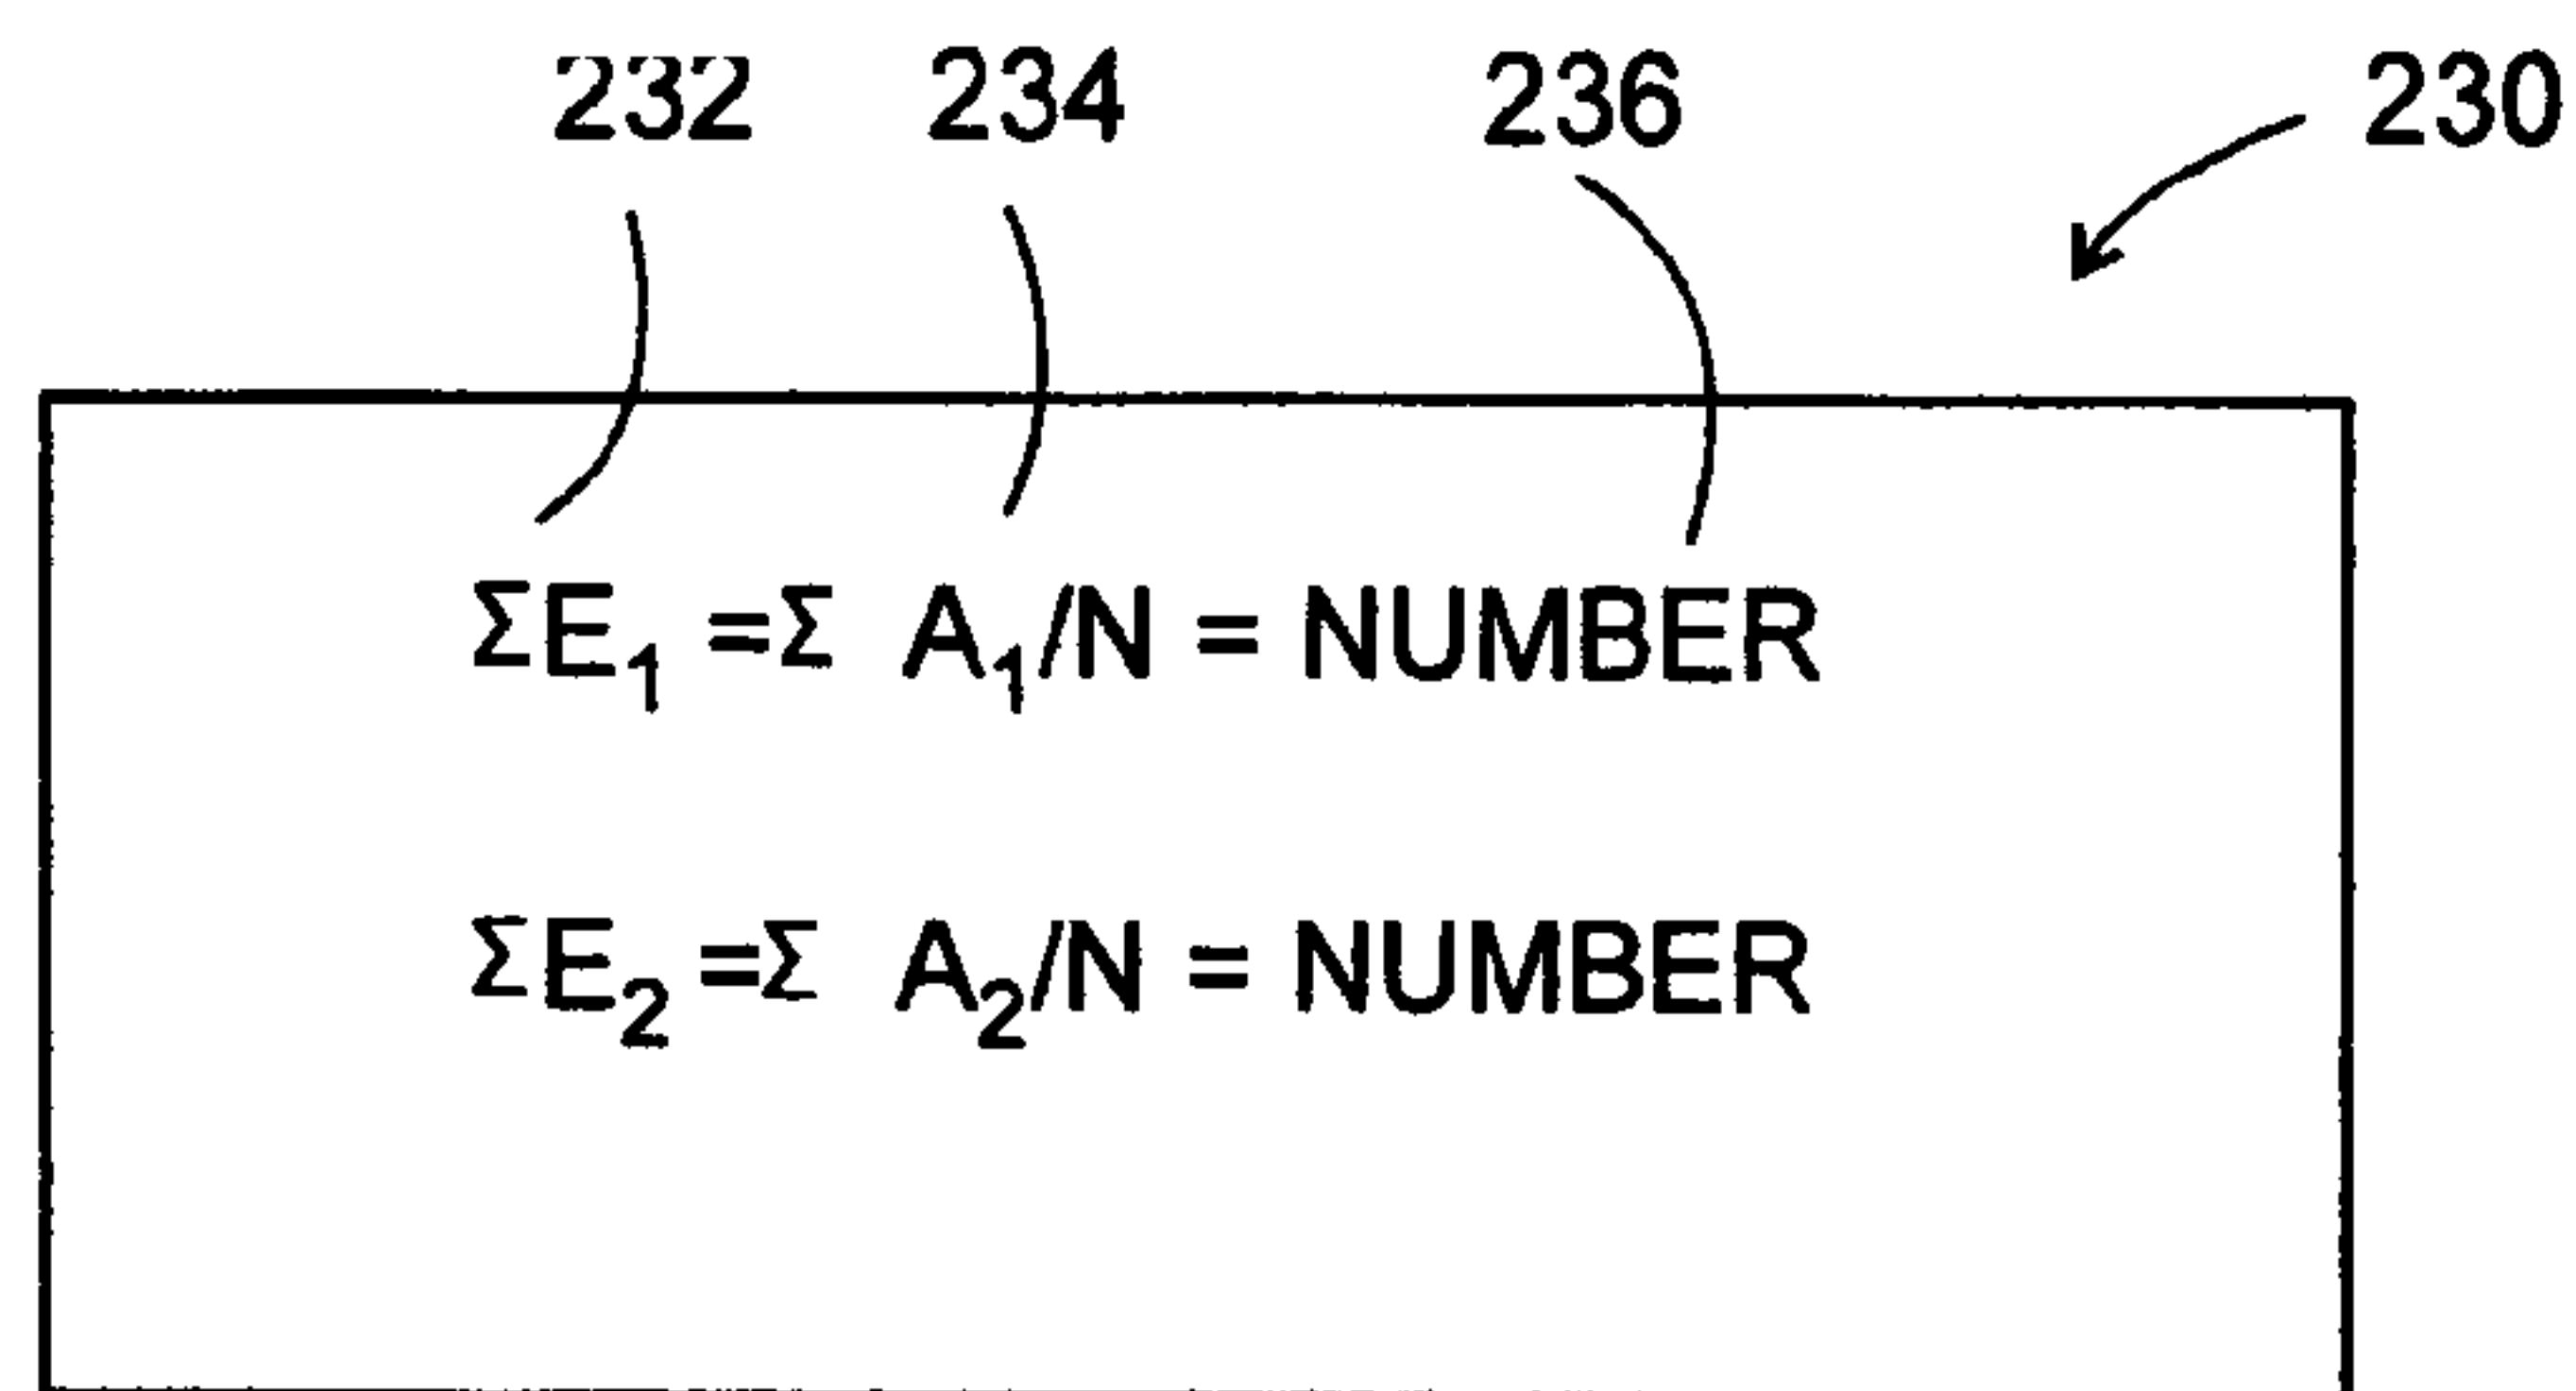 232 234 236 230
ΣE₁ =Σ A₁/N = NUMBER
ΣE₂ =Σ A₂/N = NUMBER